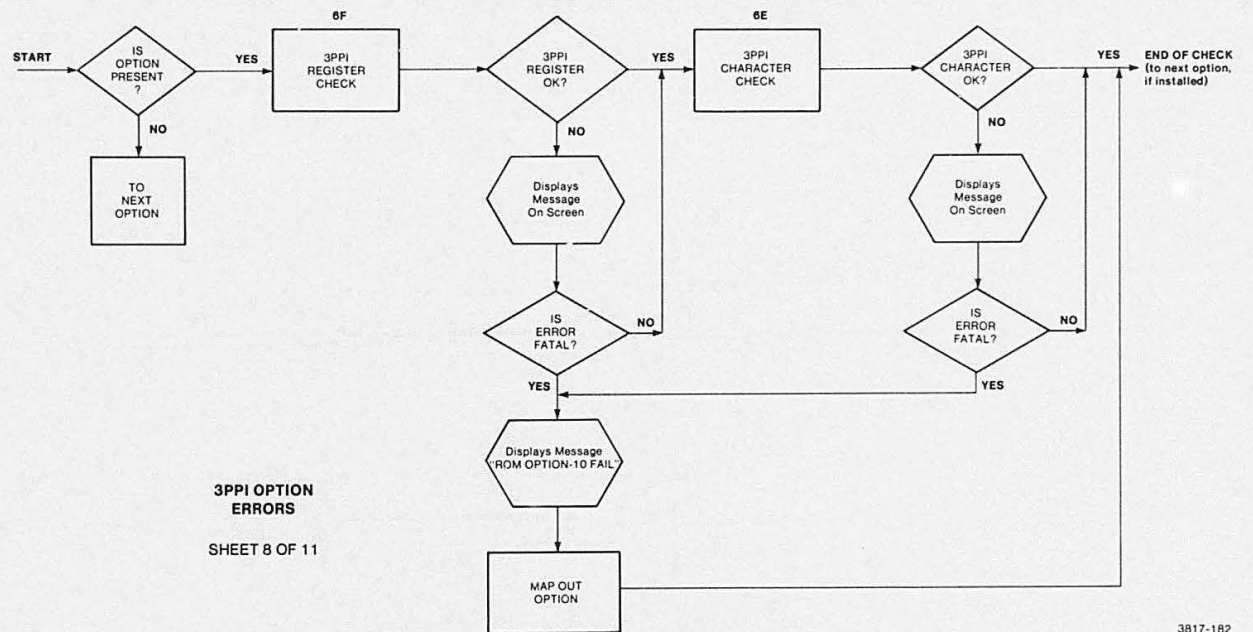 START
IS
OPTION
PRESENT
?
YES
NO
TO
NEXT
OPTION
6F
3PPI
REGISTER
CHECK
3PPI
REGISTER
OK?
YES
NO
Displays
Message
On Screen
IS
ERROR
FATAL?
NO
YES
6E
3PPI
CHARACTER
CHECK
3PPI
CHARACTER
OK?
YES
NO
Displays
Message
On Screen
IS
ERROR
FATAL?
NO
YES
END OF CHECK
(to next option,
if installed)
Displays Message
"ROM OPTION-10 FAIL"
MAP OUT
OPTION
3PPI OPTION
ERRORS
SHEET 8 OF 11
3817-182